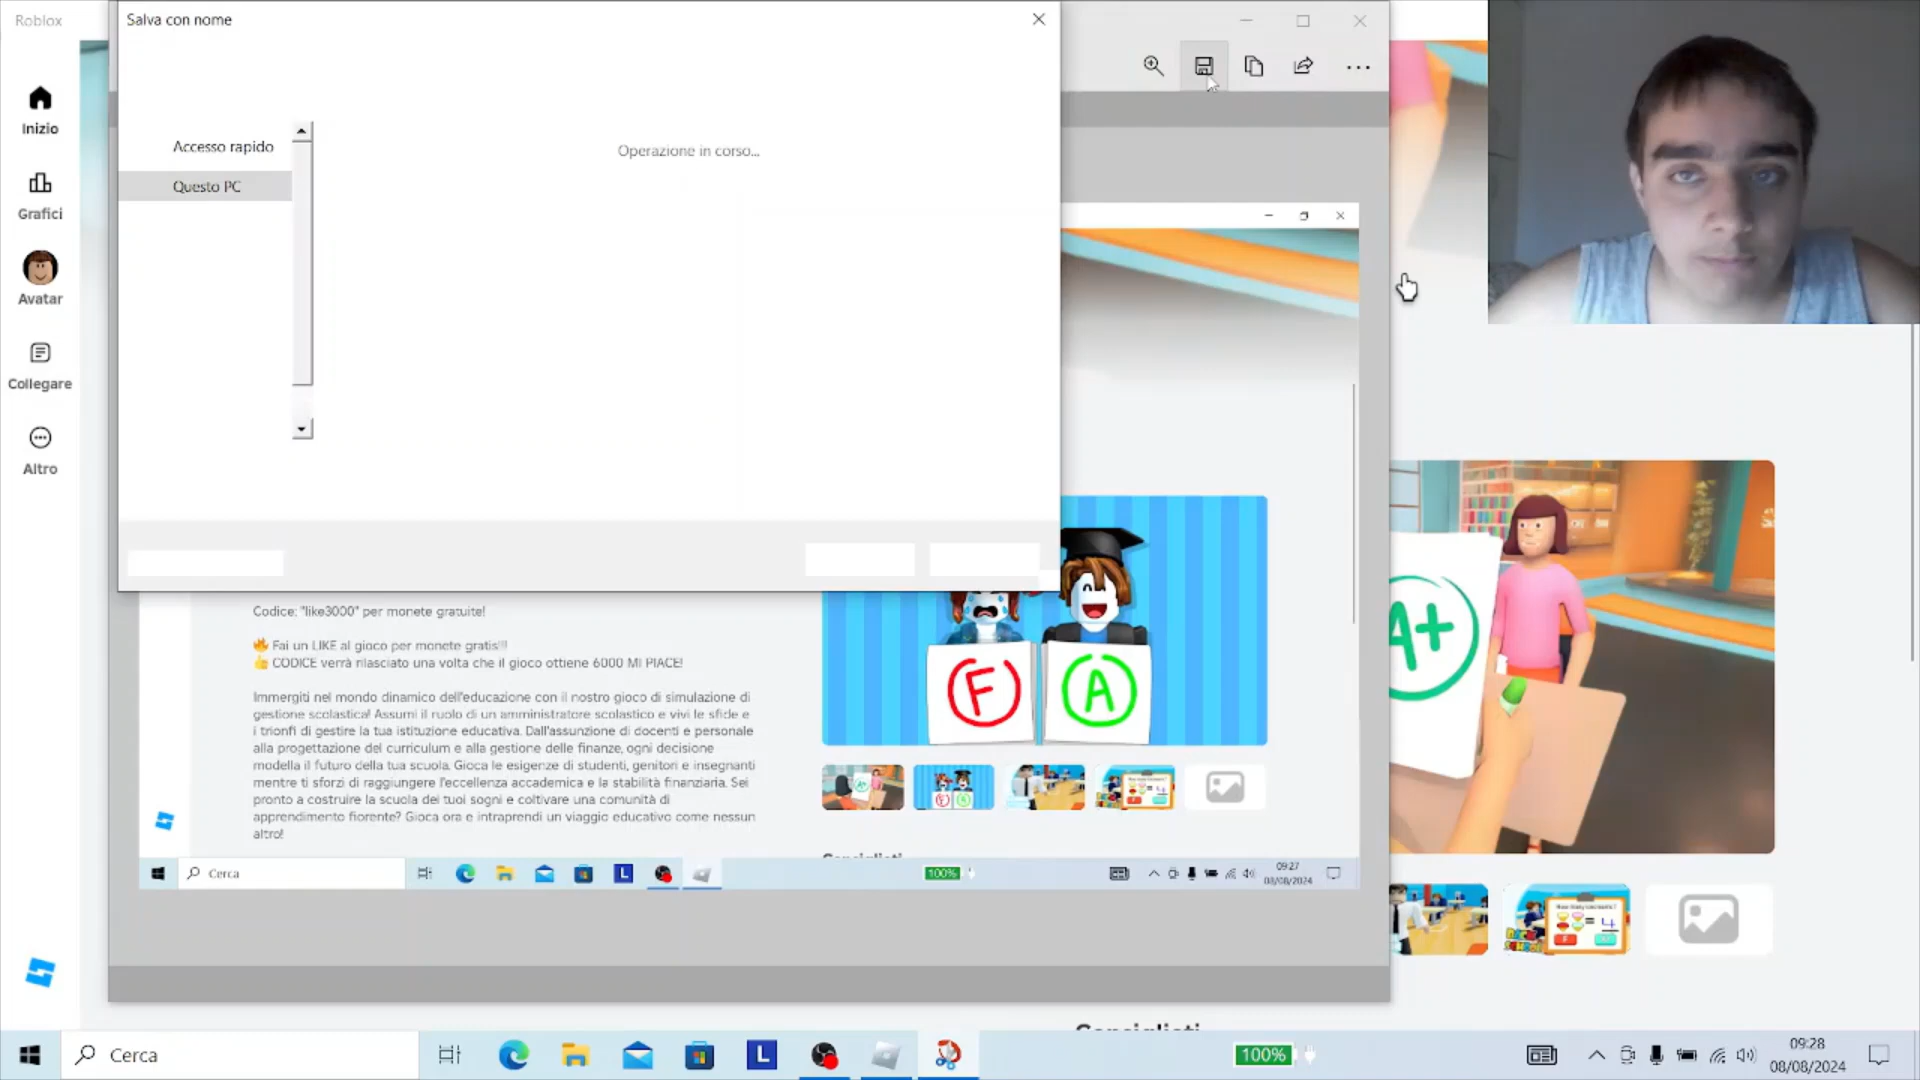 Roblox
Salva con nome
Inizio
Grafici
Avatar
Collegare
Altro
Accesso rapido
Questo PC
Operazione in corso...
Codice: "like3000" per monete gratuite!
🔥 Fai un LIKE al gioco per monete gratis!!!
👍 CODICE verrà rilasciato una volta che il gioco ottiene 6000 MI PIACE!
Immergiti nel mondo dinamico dell'educazione con il nostro gioco di simulazione di
gestione scolastica! Assumi il ruolo di un amministratore scolastico e vivi le sfide e
i trionfi di gestire la tua istituzione educativa. Dall'assunzione di docenti e personale
alla progettazione del curriculum e alla gestione delle finanze, ogni decisione
modella il futuro della tua scuola. Gioca le esigenze di studenti, genitori e insegnanti
mentre ti sforzi di raggiungere l'eccellenza accademica e la stabilità finanziaria. Sei
pronto a costruire la scuola dei tuoi sogni e coltivare una comunità di
apprendimento fiorente? Gioca ora e intraprendi un viaggio educativo come nessun
altro!
F
A
A+
Consigliati
Cerca
L
100%
09:27
08/08/2024
= 4
Consigliati
Cerca
L
100%
09:28
08/08/2024